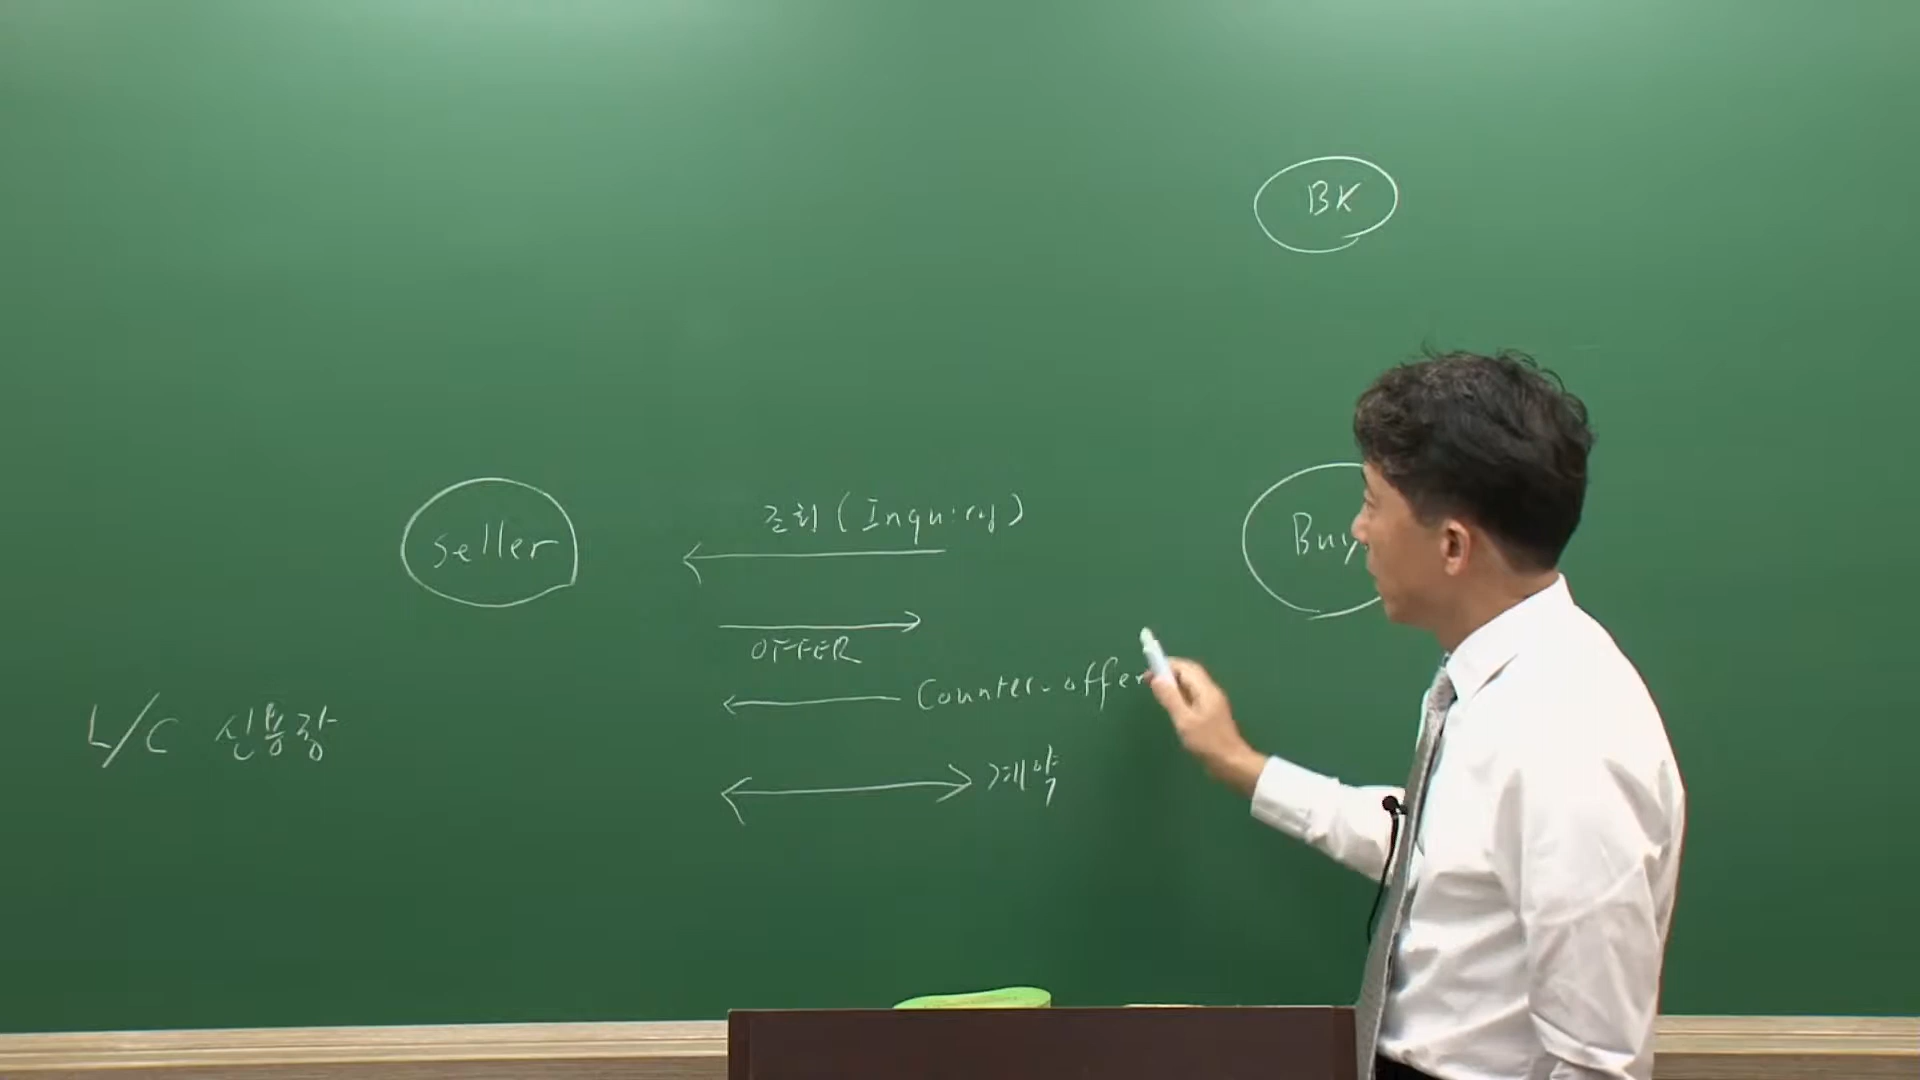 BK
조회 (Inquiry)
seller
Buy
OFFER
Counter-offer
L/C 신용장
계약